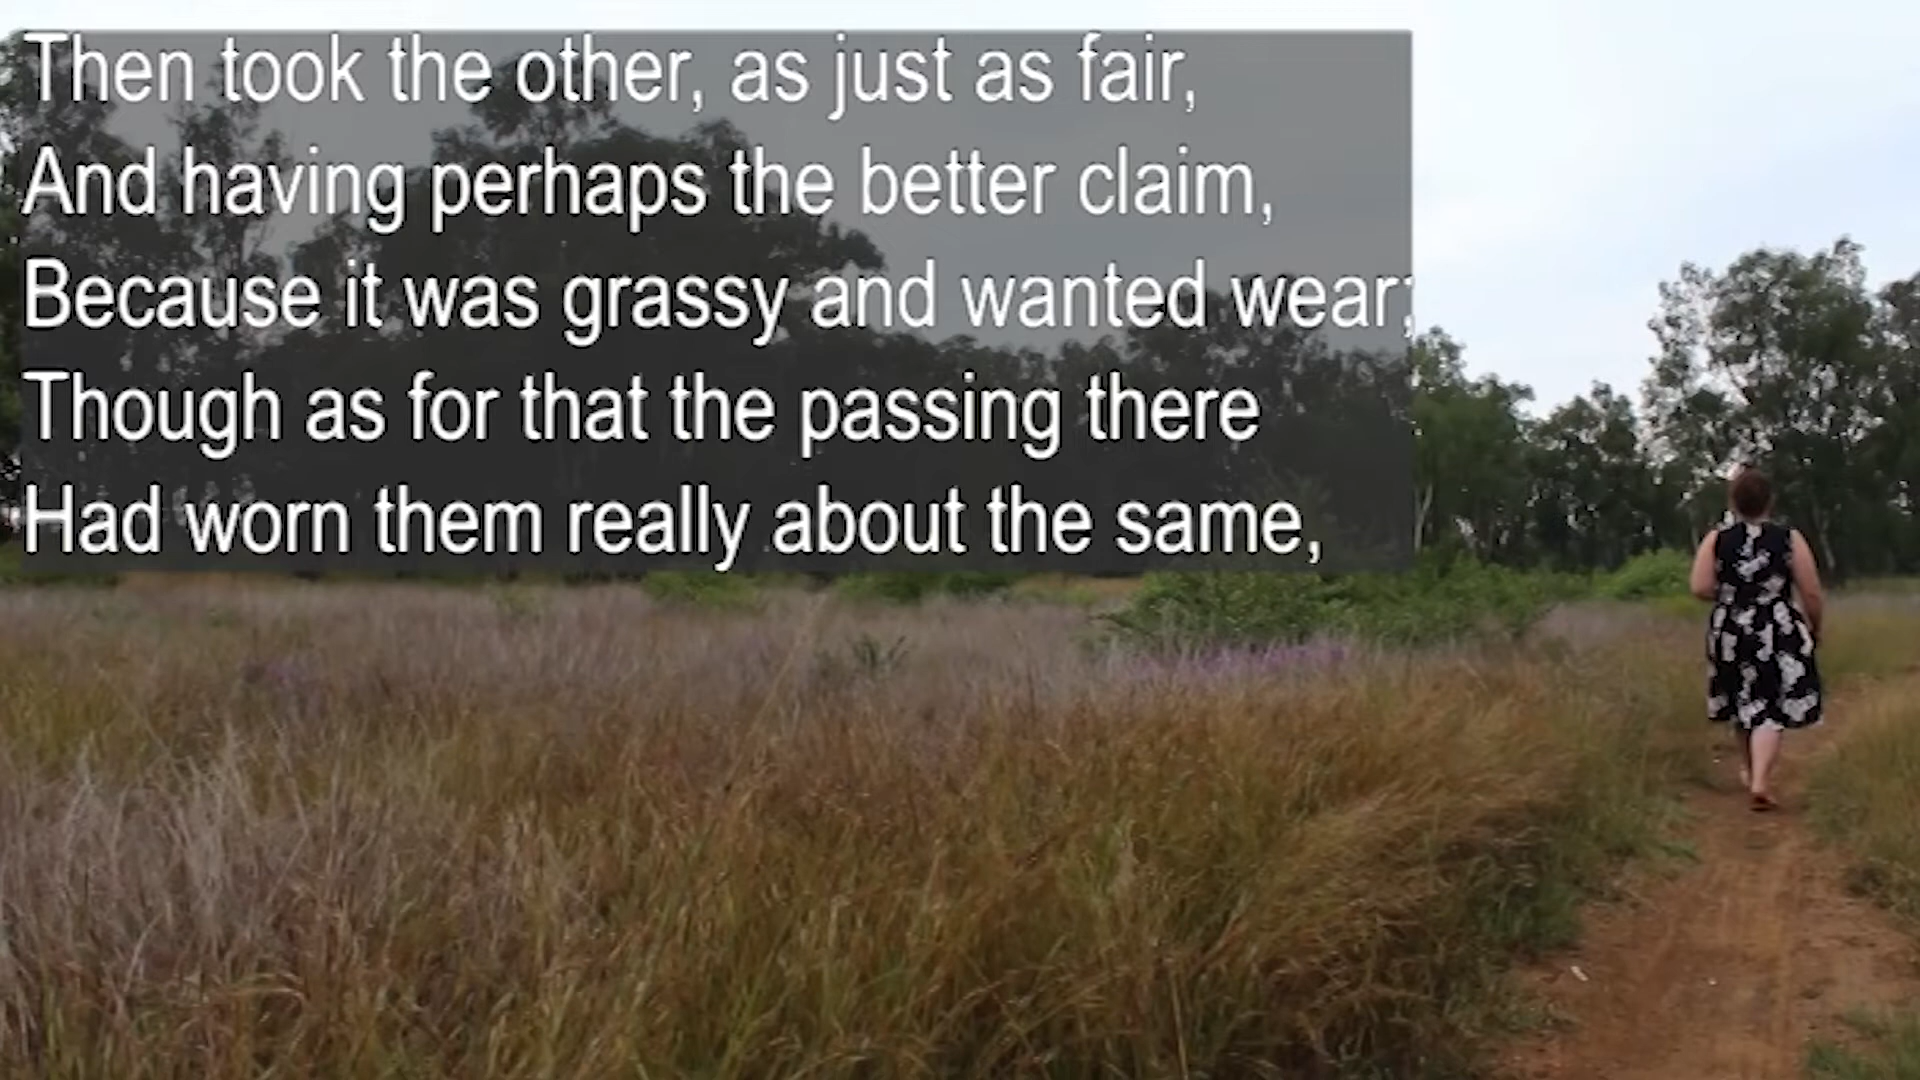 Then took the other, as just as fair,
And having perhaps the better claim,
Because it was grassy and wanted wear;
Though as for that the passing there
Had worn them really about the same,